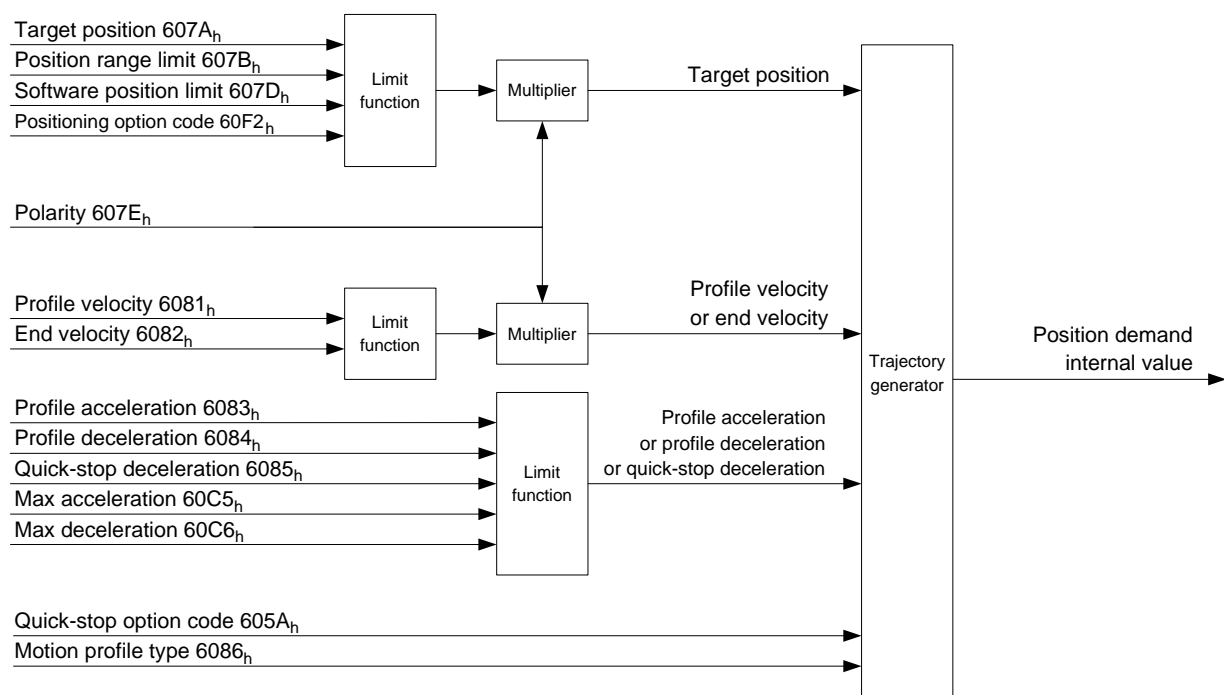 Target position 607Ah
Position range limit 607Bh
Software position limit 607Dh
Positioning option code 60F2h
Limit
function
Multiplier
Target position
Polarity 607Eh
Profile velocity 6081h
End velocity 6082h
Limit
function
Multiplier
Profile velocity
or end velocity
Trajectory
generator
Position demand
internal value
Profile acceleration 6083h
Profile deceleration 6084h
Quick-stop deceleration 6085h
Max acceleration 60C5h
Max deceleration 60C6h
Limit
function
Profile acceleration
or profile deceleration
or quick-stop deceleration
Quick-stop option code 605Ah
Motion profile type 6086h